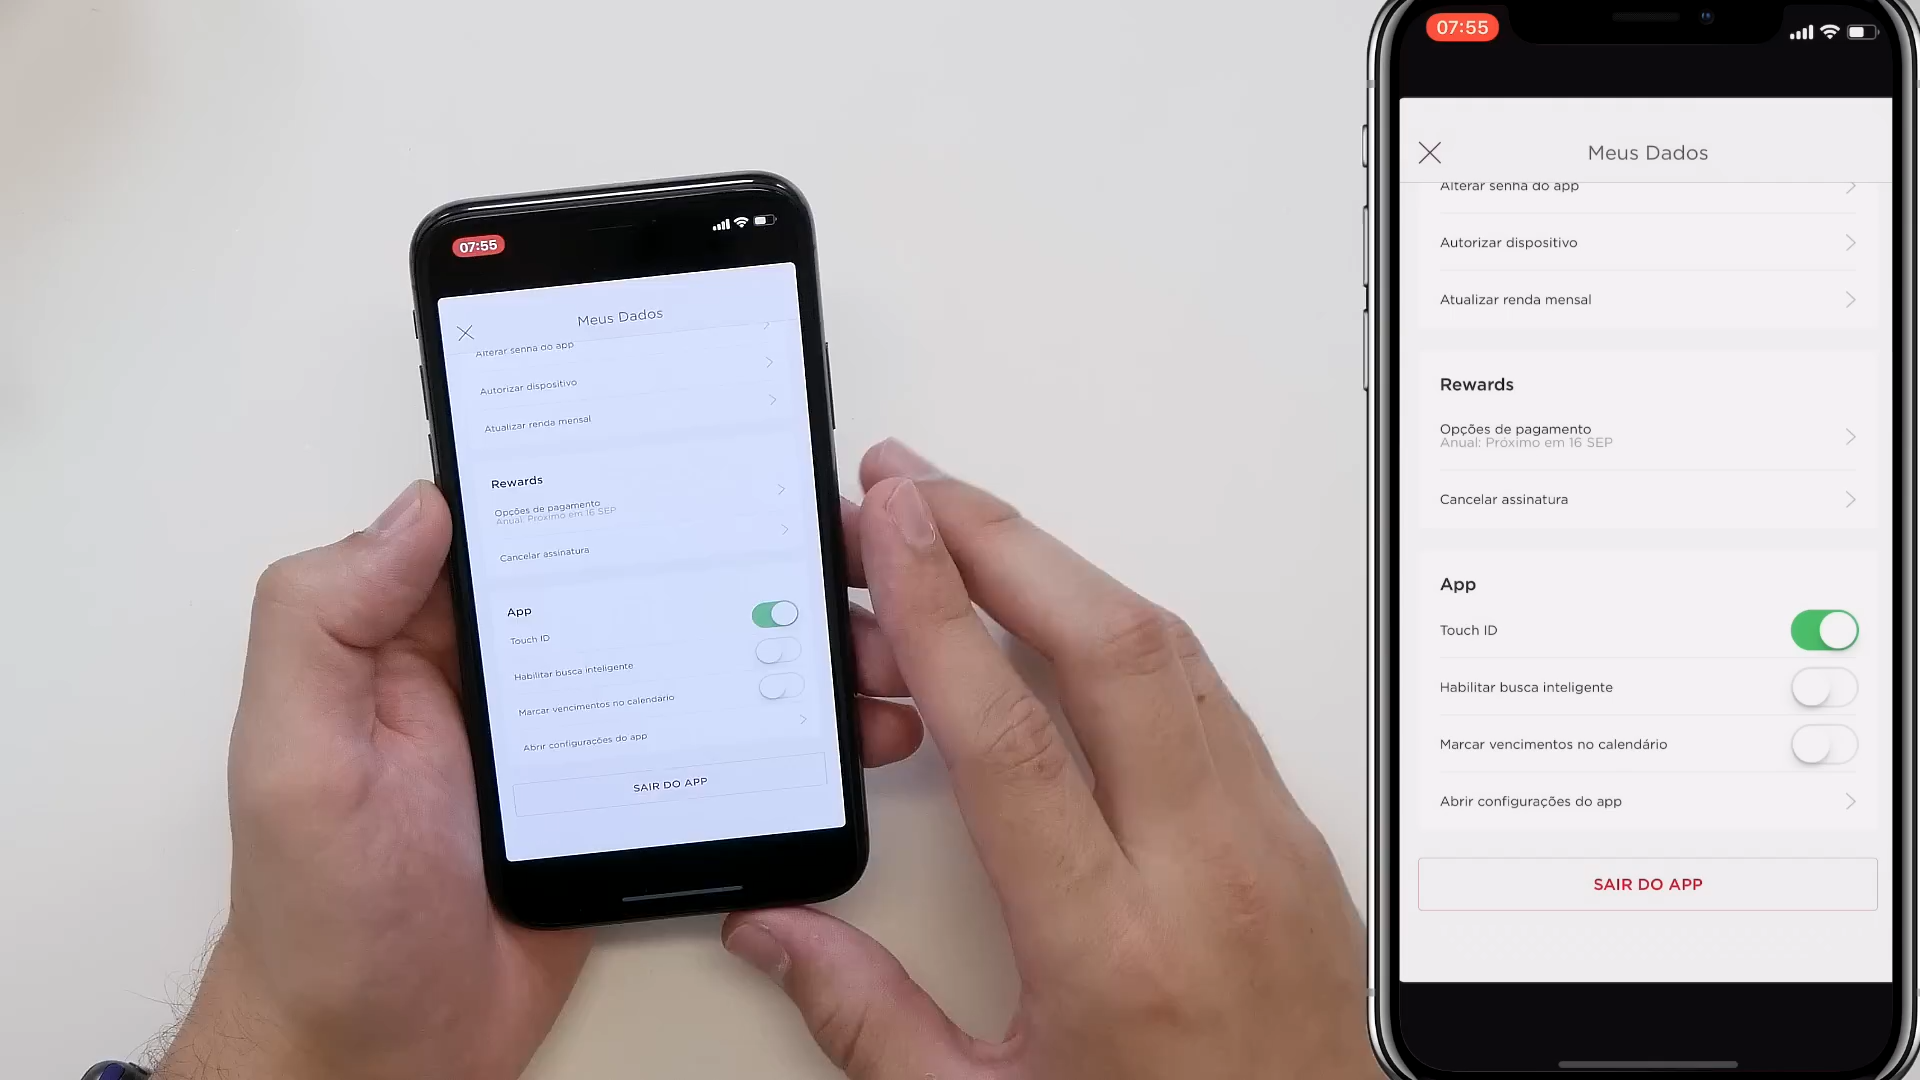 07:55
Meus Dados
Alterar senha do app
Autorizar dispositivo
Atualizar renda mensal
Rewards
Opções de pagamento
Anual: Próximo em 16 SEP
Cancelar assinatura
App
Touch ID
Habilitar busca inteligente
Marcar vencimentos no calendário
Abrir configurações do app
SAIR DO APP
07:55
Meus Dados
Alterar senha do app
Autorizar dispositivo
Atualizar renda mensal
Rewards
Opções de pagamento
Anual: Próximo em 16 SEP
Cancelar assinatura
App
Touch ID
Habilitar busca inteligente
Marcar vencimentos no calendário
Abrir configurações do app
SAIR DO APP